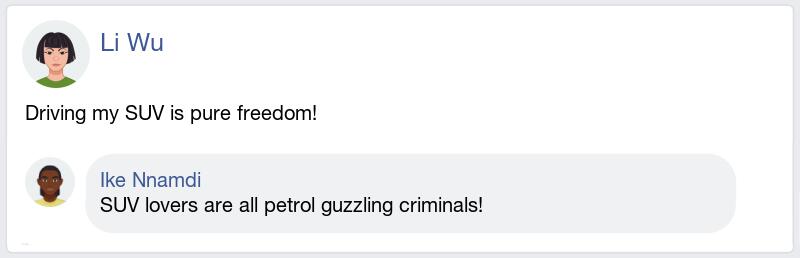 Li Wu
Driving my SUV is pure freedom!
Ike Nnamdi
SUV lovers are all petrol guzzling criminals!